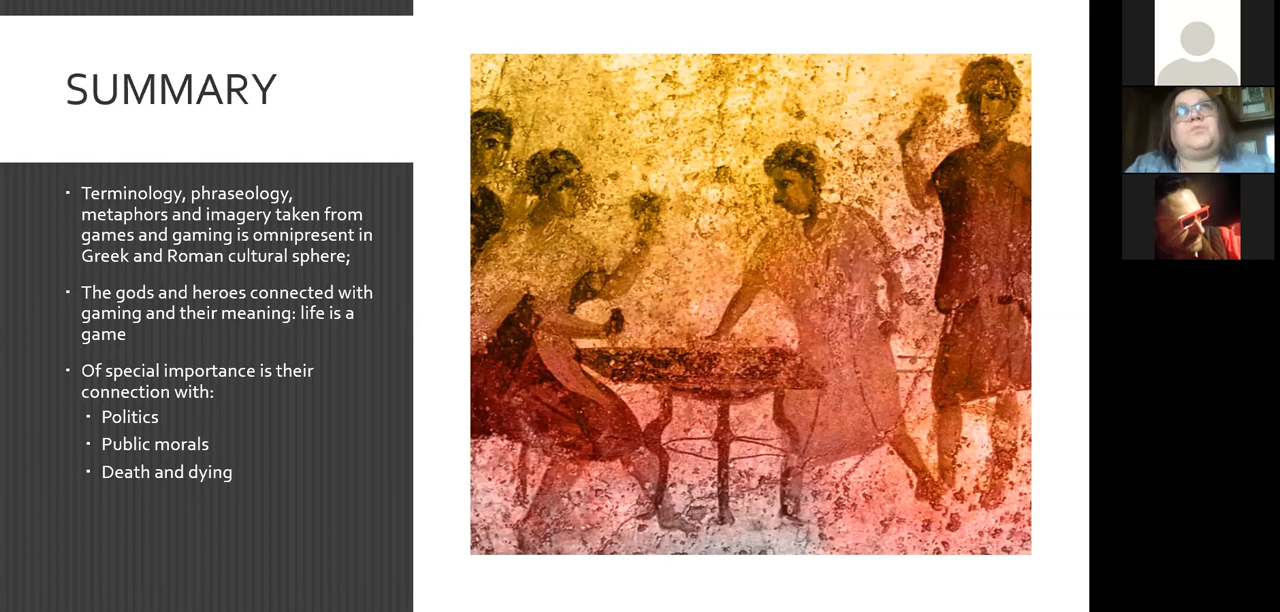 SUMMARY
Terminology, phraseology,
metaphors and imagery taken from
games and gaming is omnipresent in
Greek and Roman cultural sphere;
The gods and heroes connected with
gaming and their meaning: life is a
game
Of special importance is their
connection with:
Politics
Public morals
Death and dying